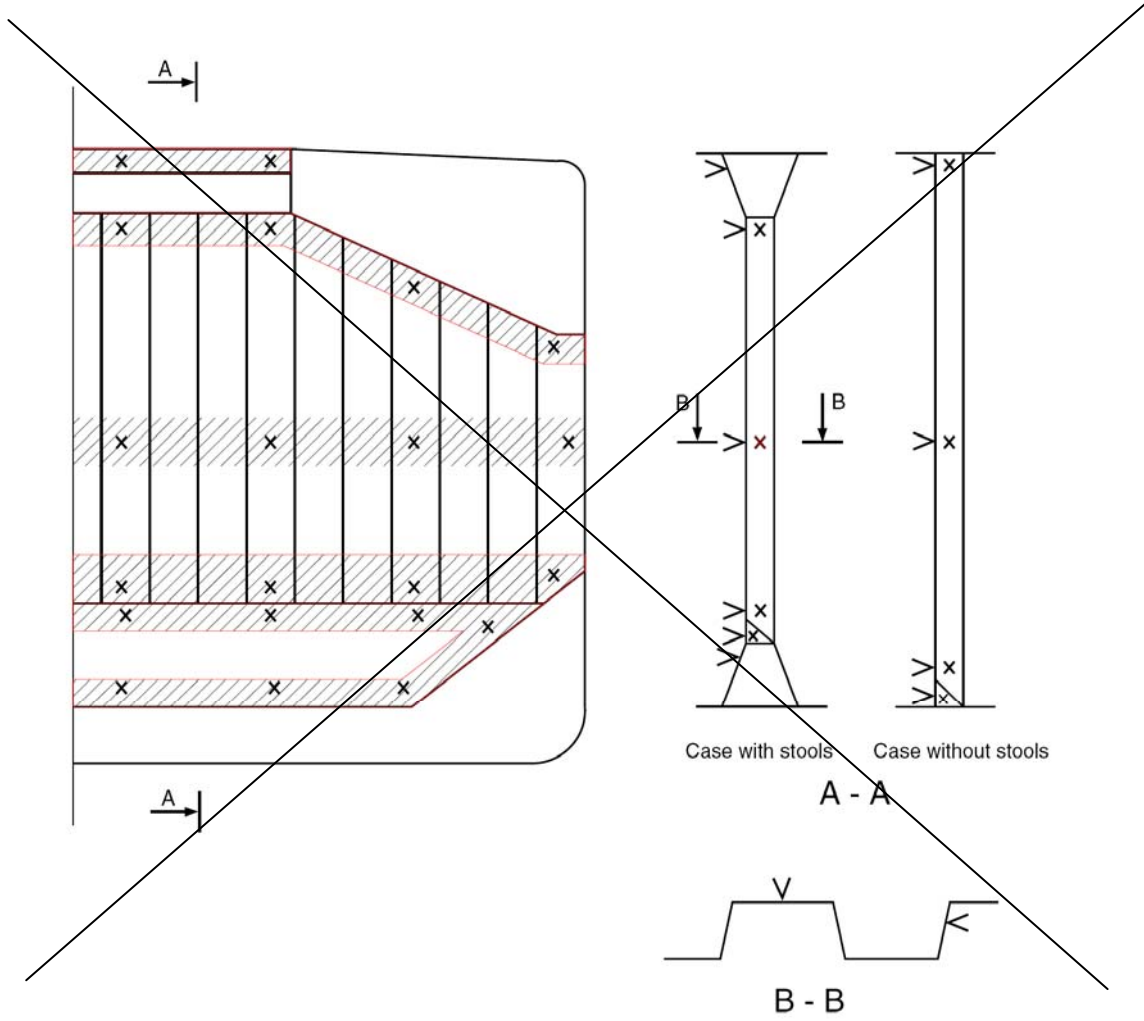 A
B
B
Case with stools
Case without stools
A - A
A
B - B